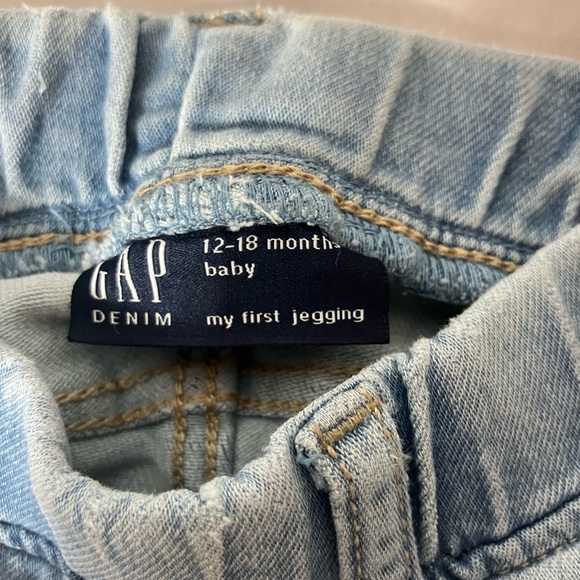 GAP
DENIM
12-18 months
baby
my first jegging